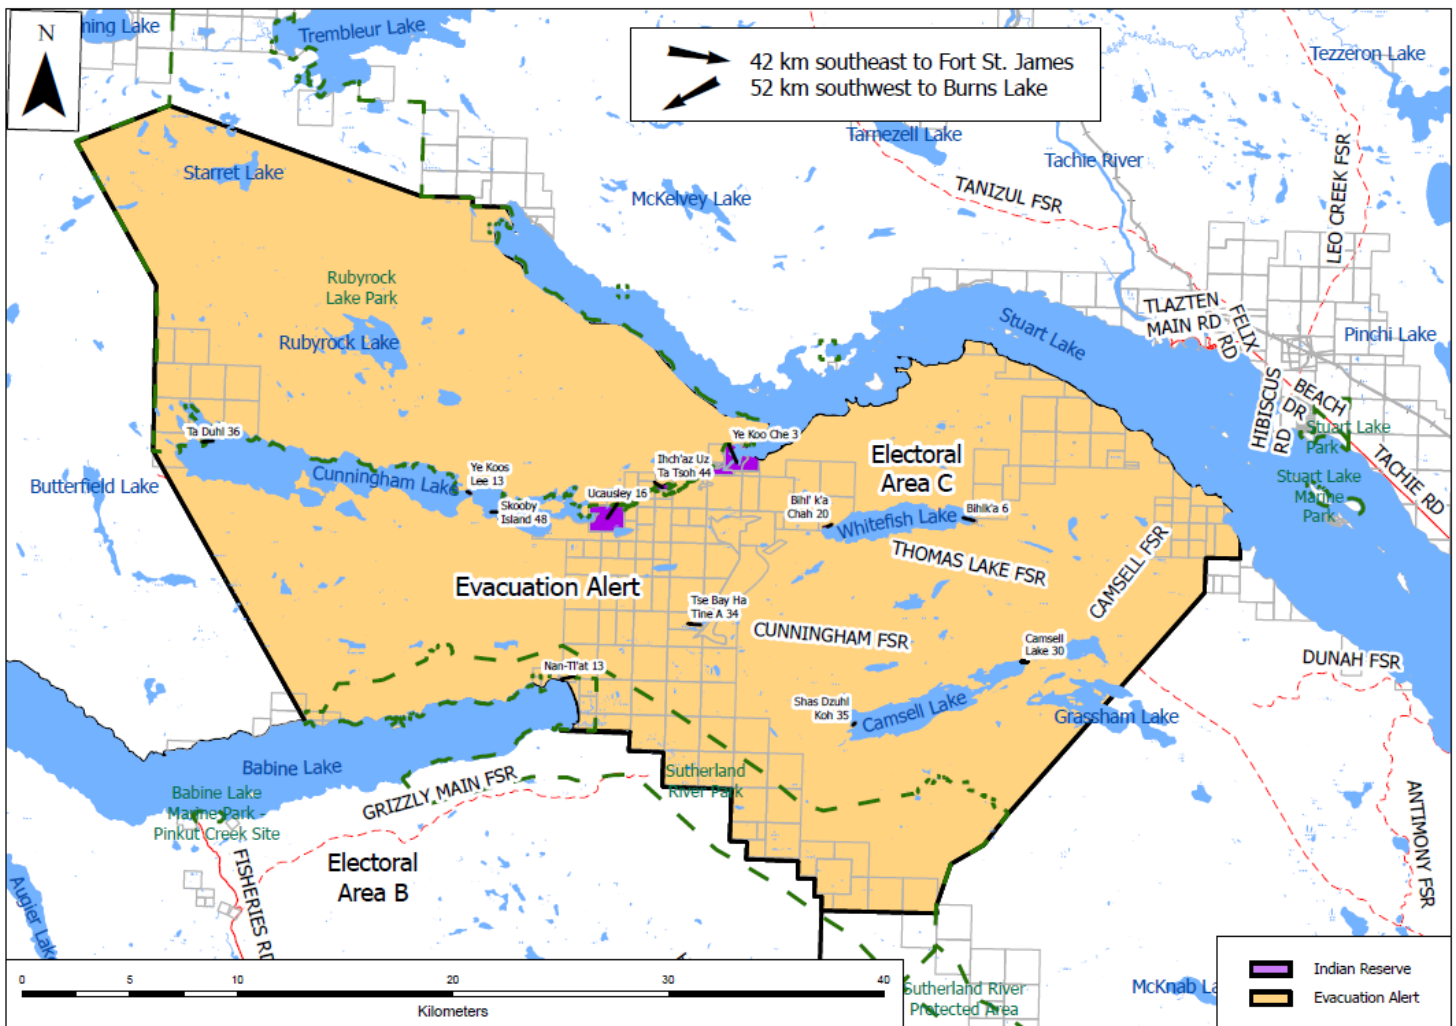 N
ming Lake
Trembleur Lake
42 km southeast to Fort St. James
52 km southwest to Burns Lake
Tezzeron Lake
Tarnezell Lake
Tachie River
LEO CREEK FSR
Starret Lake
McKelvey Lake
TANIZUL FSR
Rubyrock
Lake Park
Rubyrock Lake
Stuart Lake
TLAZTEN
MAIN RD
FELIX
RD
Pinchi Lake
HIBISCUS
RD
BEACH
DR
Stuart Lake
Park
TACHIE RD
Stuart Lake
Marine
Park
Ta Duhl 36
Ye Koo Che 3
Ihch'az Uz
Ta Tsoh 44
Electoral
Area C
Butterfield Lake
Cunningham Lake
Ye Koos
Lee 13
Skooby
Island 48
Ucausley 16
Bihl' k'a
Chah 20
Whitefish Lake
Bihlk'a 6
THOMAS LAKE FSR
CAMSELL FSR
Evacuation Alert
Tse Bay Ha
Tine A 34
CUNNINGHAM FSR
Camsell
Lake 30
DUNAH FSR
Nan-Tl'at 13
Shas Dzuhl
Koh 35
Camsell Lake
Grassham Lake
Babine Lake
Babine Lake
Marine Park -
Pinkut Creek Site
GRIZZLY MAIN FSR
Sutherland
River Park
ANTIMONY FSR
FISHERIES RD
Electoral
Area B
Augier Lake
Sutherland River
Protected Area
McKnab La
0 5 10 20 30 40
Kilometers
Indian Reserve
Evacuation Alert